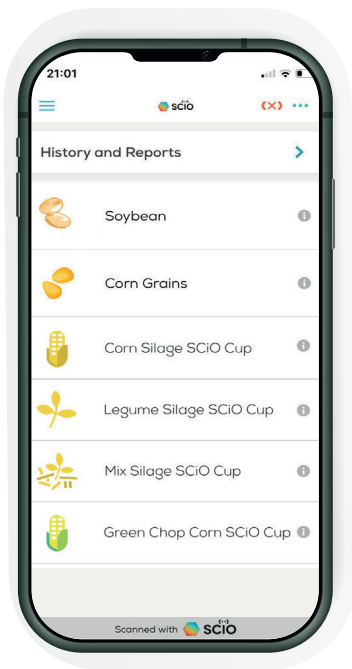 21:01
scio
(×)
History and Reports
Soybean
Corn Grains
Corn Silage SCiO Cup
Legume Silage SCiO Cup
Mix Silage SCiO Cup
Green Chop Corn SCiO Cup
Scanned with SCiO